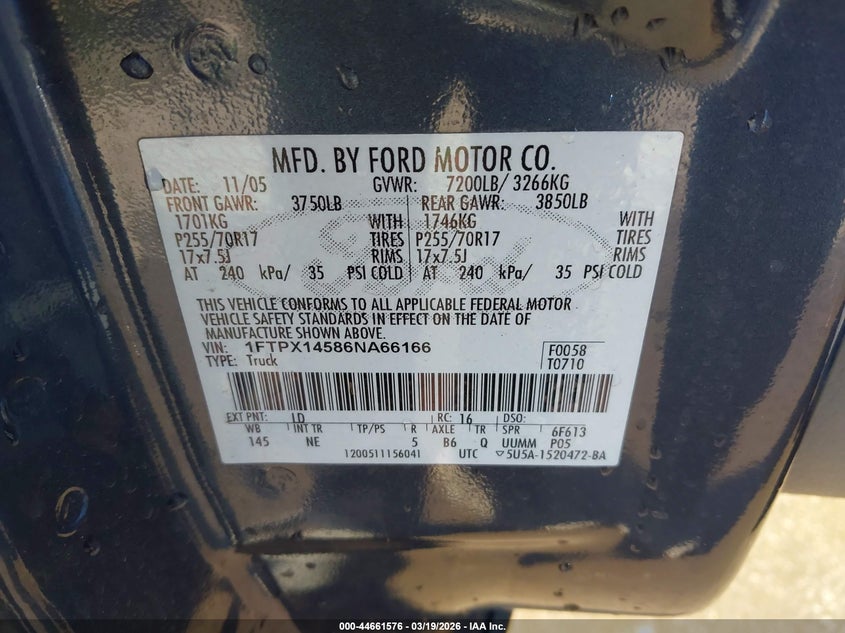 MFD. BY FORD MOTOR CO.
DATE: 11/05 GVWR: 7200LB/ 3266KG
FRONT GAWR: 3750LB REAR GAWR: 3850LB
1701KG WITH 1746KG WITH
P255/70R17 TIRES P255/70R17 TIRES
17x7.5J RIMS 17x7.5J RIMS
AT 240 kPa/ 35 PSI COLD AT 240 kPa/ 35 PSI COLD
THIS VEHICLE CONFORMS TO ALL APPLICABLE FEDERAL MOTOR
VEHICLE SAFETY STANDARDS IN EFFECT ON THE DATE OF
MANUFACTURE SHOWN ABOVE.
VIN: 1FTPX14586NA66166 F0058
TYPE: Truck T0710
EXT PNT: LD RC: 16 DSO:
WB INT TR TP/PS R AXLE TR SPR 6F613
145 NE 5 B6 Q UUMM P05
1200511156041 UTC ▽5U5A-1520472-BA
000-44661576 - 03/19/2026 - IAA Inc.